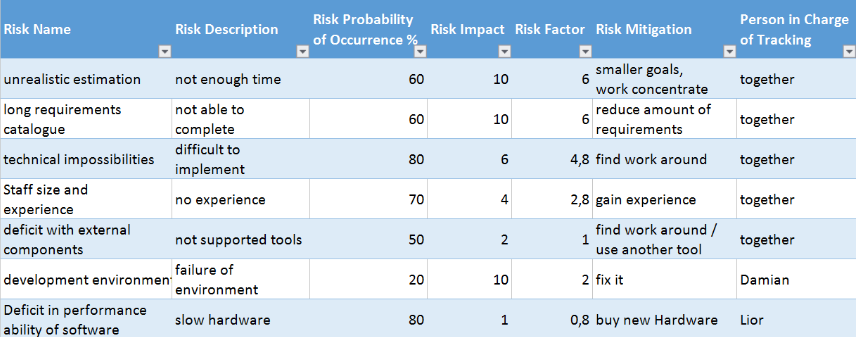 Risk Name Risk Description Risk Probability of Occurrence % Risk Impact Risk Factor Risk Mitigation Person in Charge of Tracking
unrealistic estimation not enough time 60 10 6 smaller goals, work concentrate together
long requirements catalogue not able to complete 60 10 6 reduce amount of requirements together
technical impossibilities difficult to implement 80 6 4,8 find work around together
Staff size and experience no experience 70 4 2,8 gain experience together
deficit with external components not supported tools 50 2 1 find work around / use another tool together
development environment failure of environment 20 10 2 fix it Damian
Deficit in performance ability of software slow hardware 80 1 0,8 buy new Hardware Lior